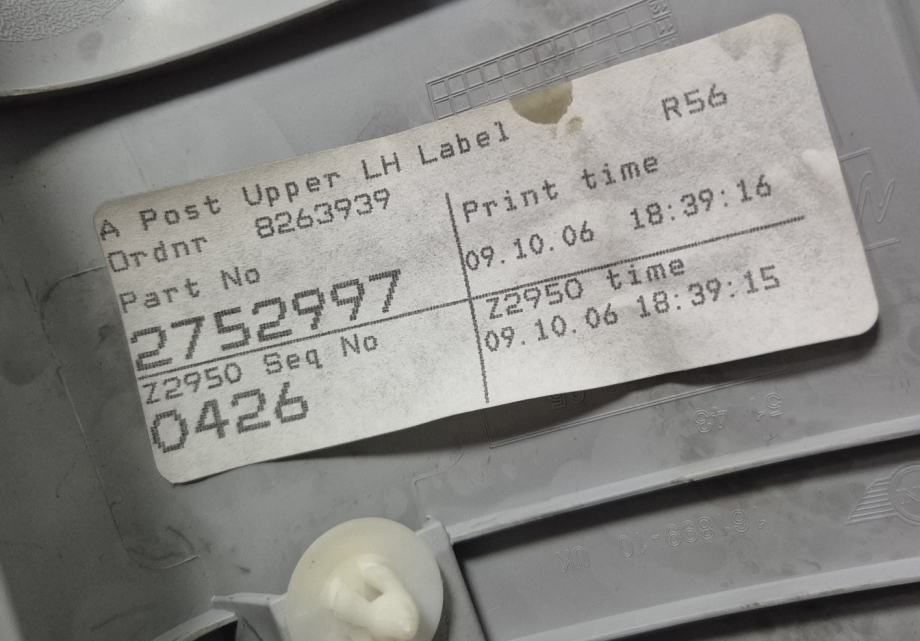 A Post Upper LH Label
R56
Ordnr 8263939
Print time
09.10.06 18:39:16
Part No
2752997
Z2950 time
09.10.06 18:39:15
Z2950 Seq No
0426